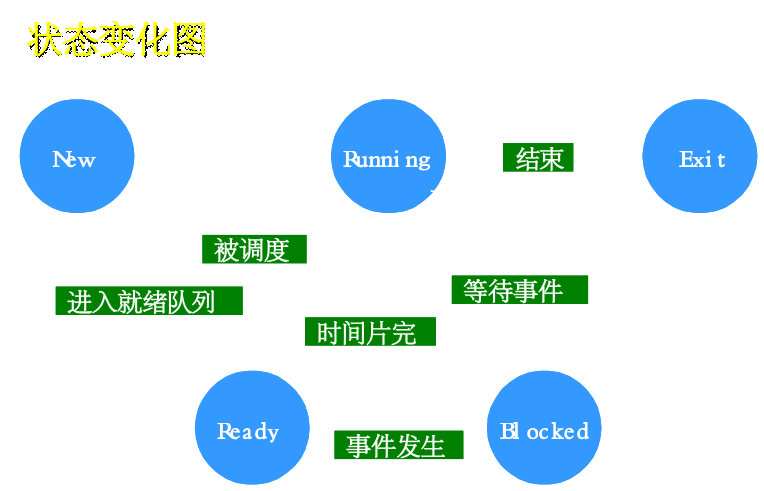 状态变化图
New
Running
结束
Exit
被调度
进入就绪队列
等待事件
时间片完
Ready
事件发生
Blocked